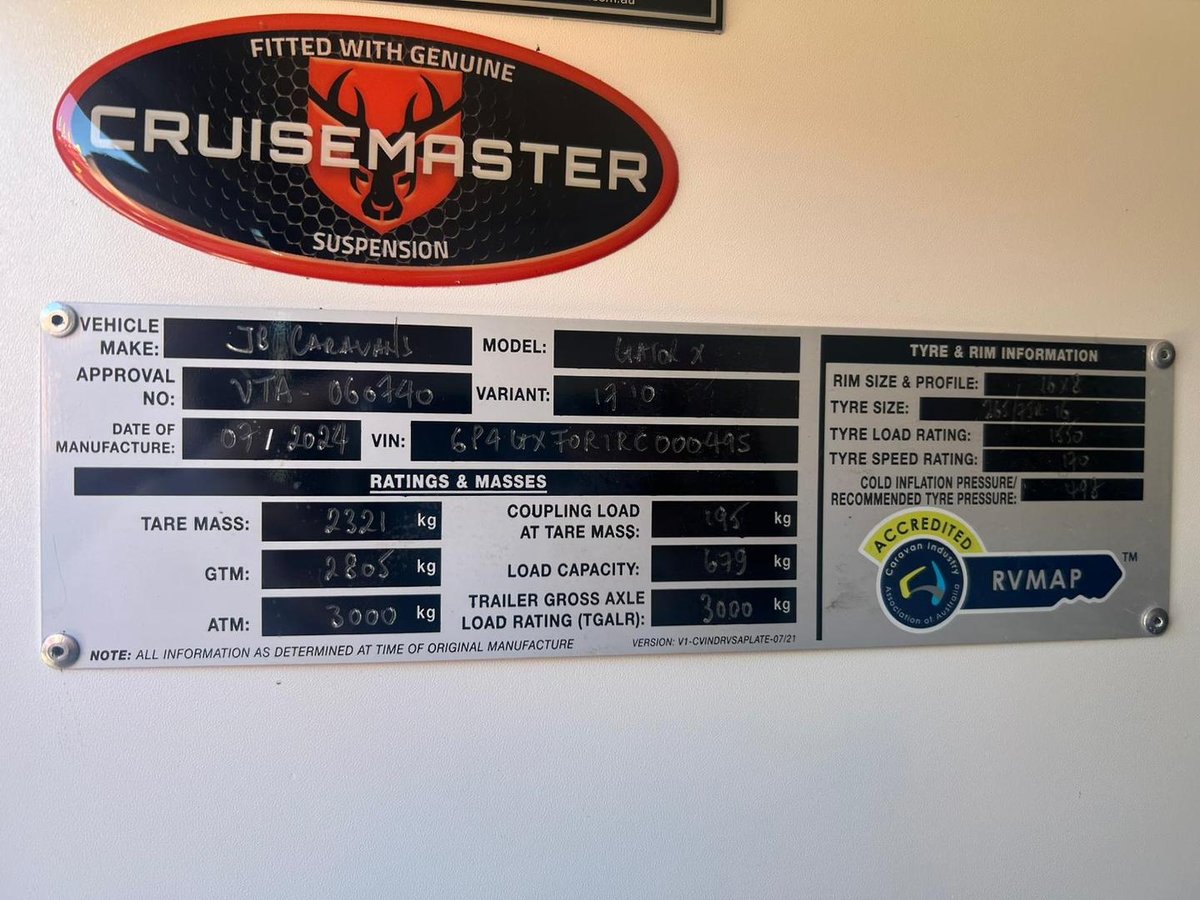 .com.au
FITTED WITH GENUINE
CRUISEMASTER
SUSPENSION
VEHICLE MAKE: JB CARAVANS
MODEL: GATOR X
APPROVAL NO: VTA- 060740
VARIANT:
DATE OF MANUFACTURE: 07/2024
VIN:
RATINGS & MASSES
TARE MASS: 2321 kg
COUPLING LOAD AT TARE MASS: 195 kg
GTM: 2805 kg
LOAD CAPACITY: 679 kg
ATM: 3000 kg
TRAILER GROSS AXLE LOAD RATING (TGALR): 3000 kg
NOTE: ALL INFORMATION AS DETERMINED AT TIME OF ORIGINAL MANUFACTURE
VERSION: V1-CVINDRVSAPLATE-07/21
TYRE & RIM INFORMATION
RIM SIZE & PROFILE:
TYRE SIZE:
TYRE LOAD RATING: 1550
TYRE SPEED RATING:
COLD INFLATION PRESSURE/ RECOMMENDED TYRE PRESSURE:
ACCREDITED
Caravan Industry
Association of Australia
RVMAP TM